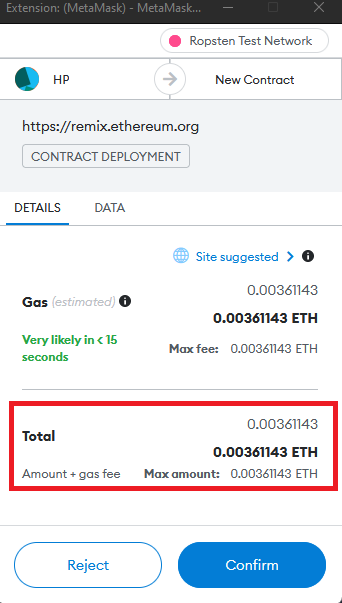 Extension: (MetaMask) - MetaMask...
Ropsten Test Network
HP
New Contract
https://remix.ethereum.org
CONTRACT DEPLOYMENT
DETAILS
DATA
Site suggested
Gas (estimated)
0.00361143
0.00361143 ETH
Very likely in < 15
seconds
Max fee: 0.00361143 ETH
Total
0.00361143
0.00361143 ETH
Amount + gas fee
Max amount: 0.00361143 ETH
Reject
Confirm